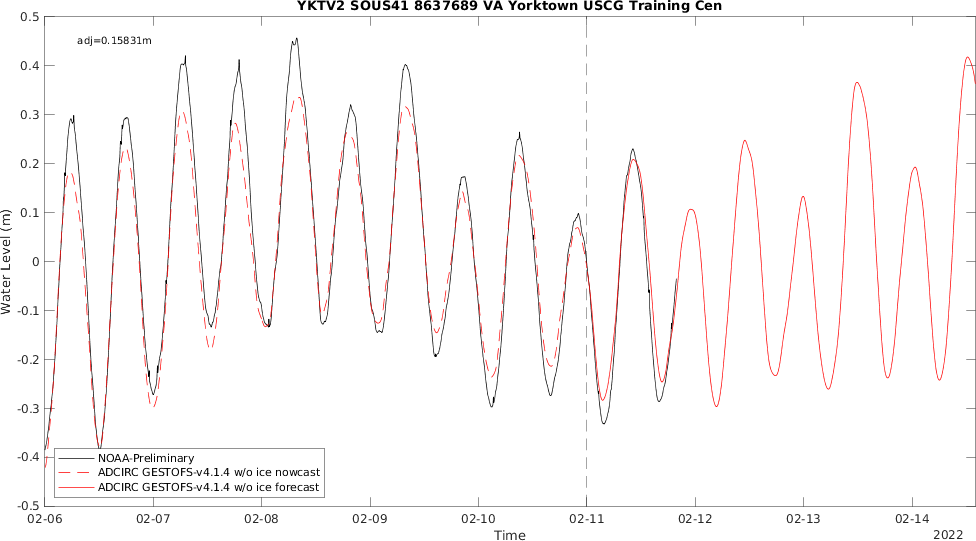 YKTV2 SOUS41 8637689 VA Yorktown USCG Training Cen
adj=0.15831m
0.5
0.4
0.3
0.2
0.1
0
-0.1
-0.2
-0.3
-0.4
-0.5
Water Level (m)
NOAA-Preliminary
ADCIRC GESTOFS-v4.1.4 w/o ice nowcast
ADCIRC GESTOFS-v4.1.4 w/o ice forecast
02-06 02-07 02-08 02-09 02-10 02-11 02-12 02-13 02-14
Time
2022